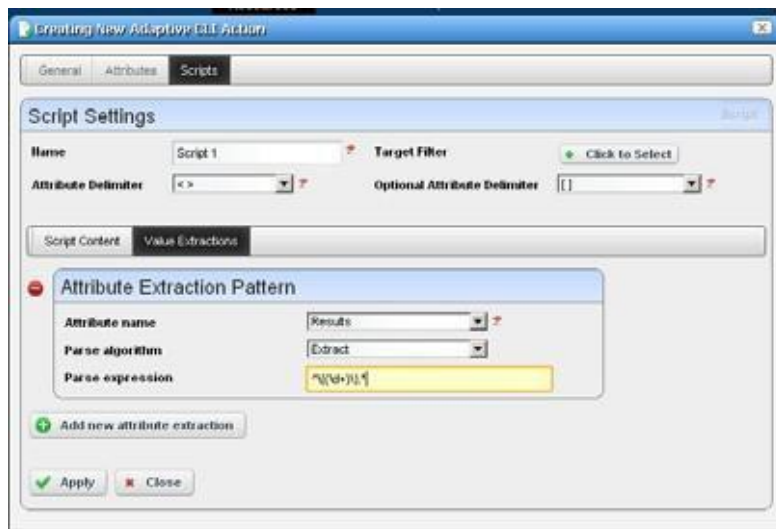 Creating New Adaptive CLI Action
General Attributes Scripts
Script Settings
Name Script 1 Target Filter Click to Select
Attribute Delimiter <> Optional Attribute Delimiter []
Script Content Value Extractions
Attribute Extraction Pattern
Attribute name Results
Parse algorithm Extract
Parse expression
Add new attribute extraction
Apply Close